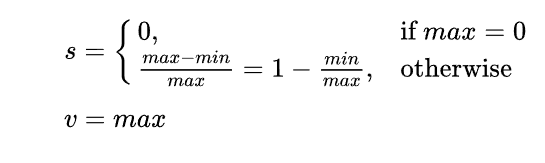 s = { 0, if max = 0
(max−min)/max = 1 − min/max, otherwise
v = max